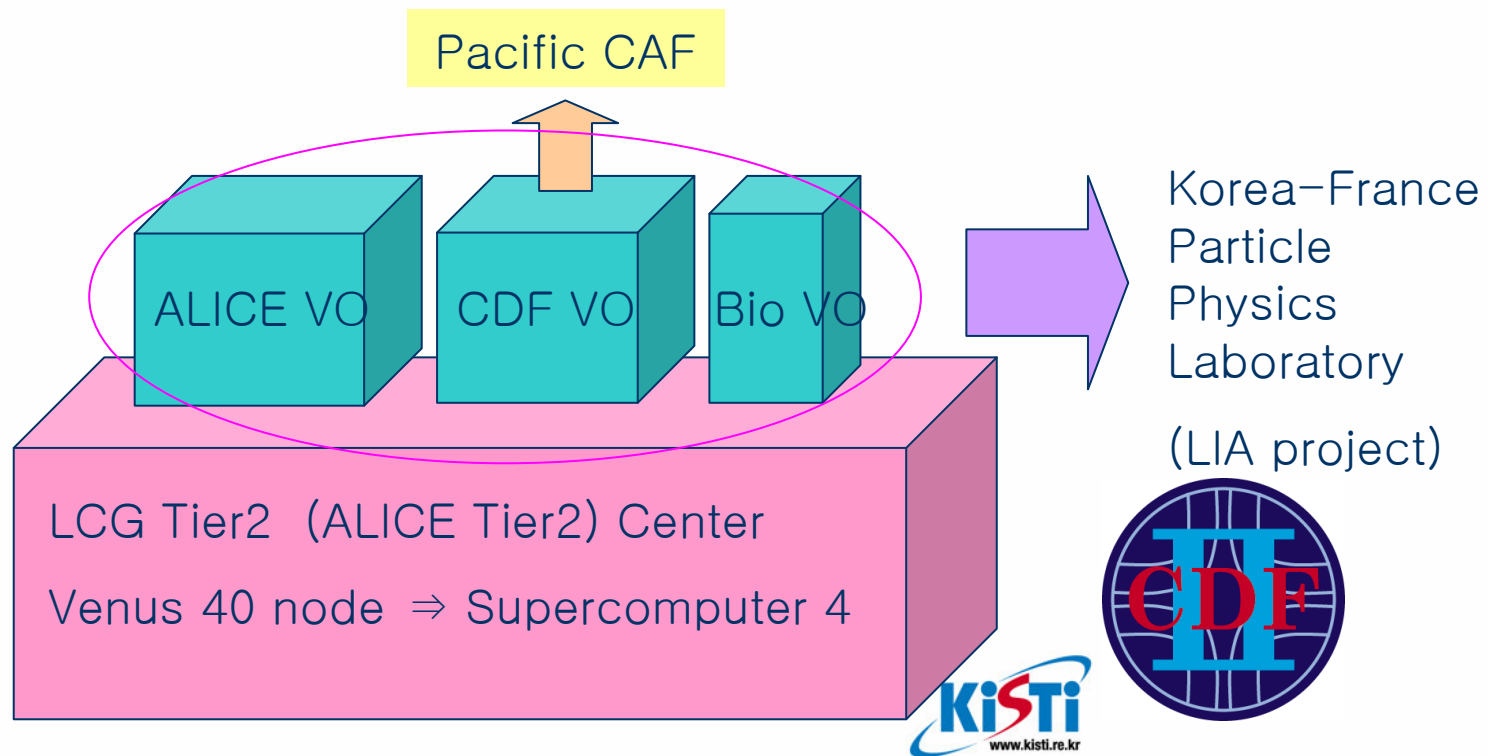 Pacific CAF
ALICE VO
CDF VO
Bio VO
Korea-France
Particle
Physics
Laboratory
(LIA project)
LCG Tier2 (ALICE Tier2) Center
Venus 40 node ⇒ Supercomputer 4
II
CDF
KiSTi
www.kisti.re.kr